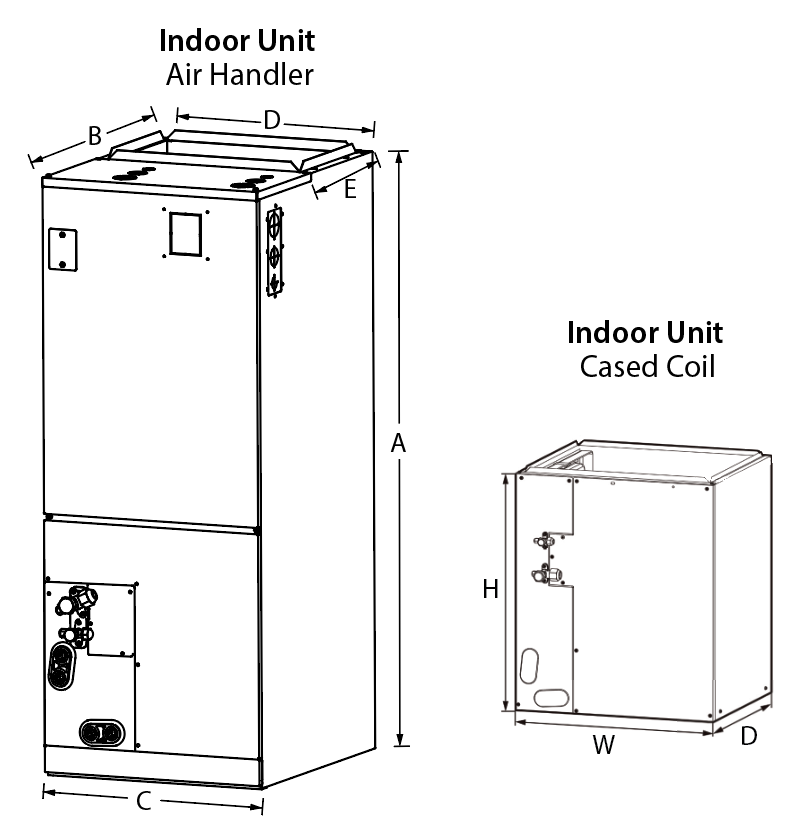 Indoor Unit
Air Handler
B
D
E
A
C
Indoor Unit
Cased Coil
H
W
D